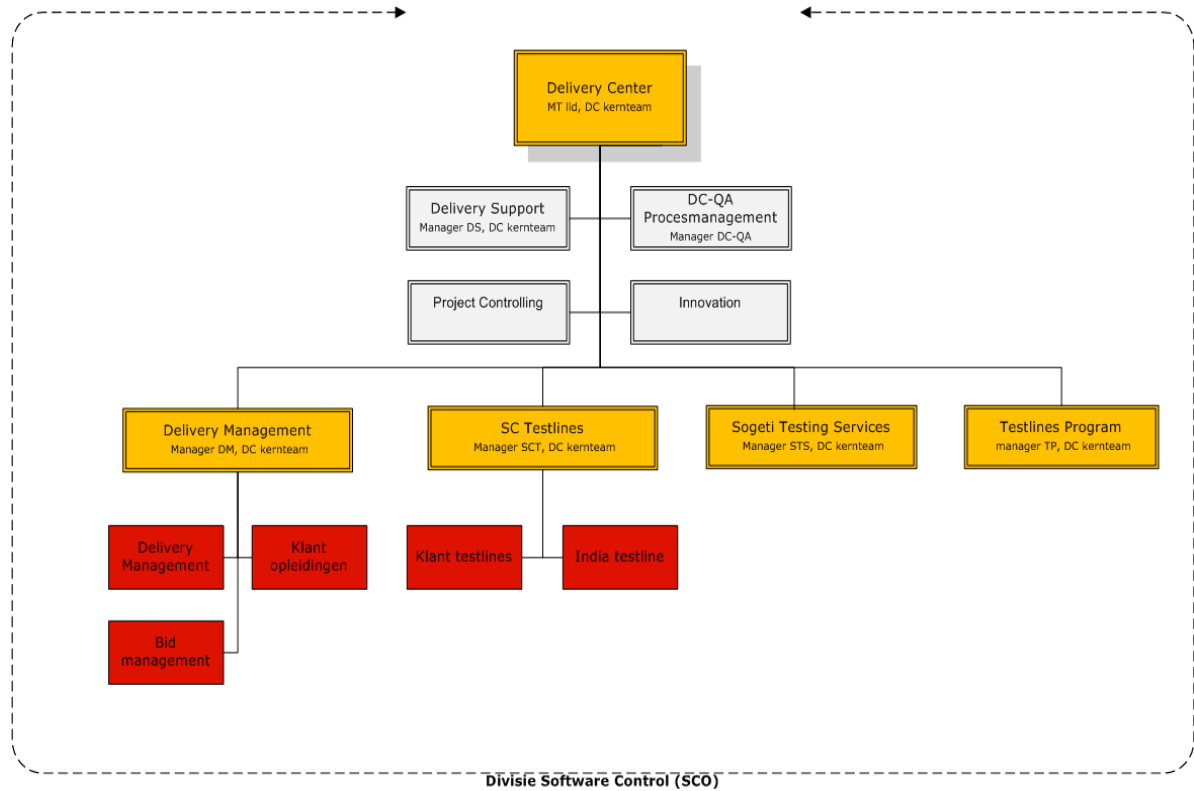 Delivery Center
MT lid, DC kernteam
Delivery Support
Manager DS, DC kernteam
DC-QA
Procesmanagement
Manager DC-QA
Project Controlling
Innovation
Delivery Management
Manager DM, DC kernteam
SC Testlines
Manager SCT, DC kernteam
Sogeti Testing Services
Manager STS, DC kernteam
Testlines Program
manager TP, DC kernteam
Delivery
Management
Klant
opleidingen
Klant testlines
India testline
Bid
management
Divisie Software Control (SCO)